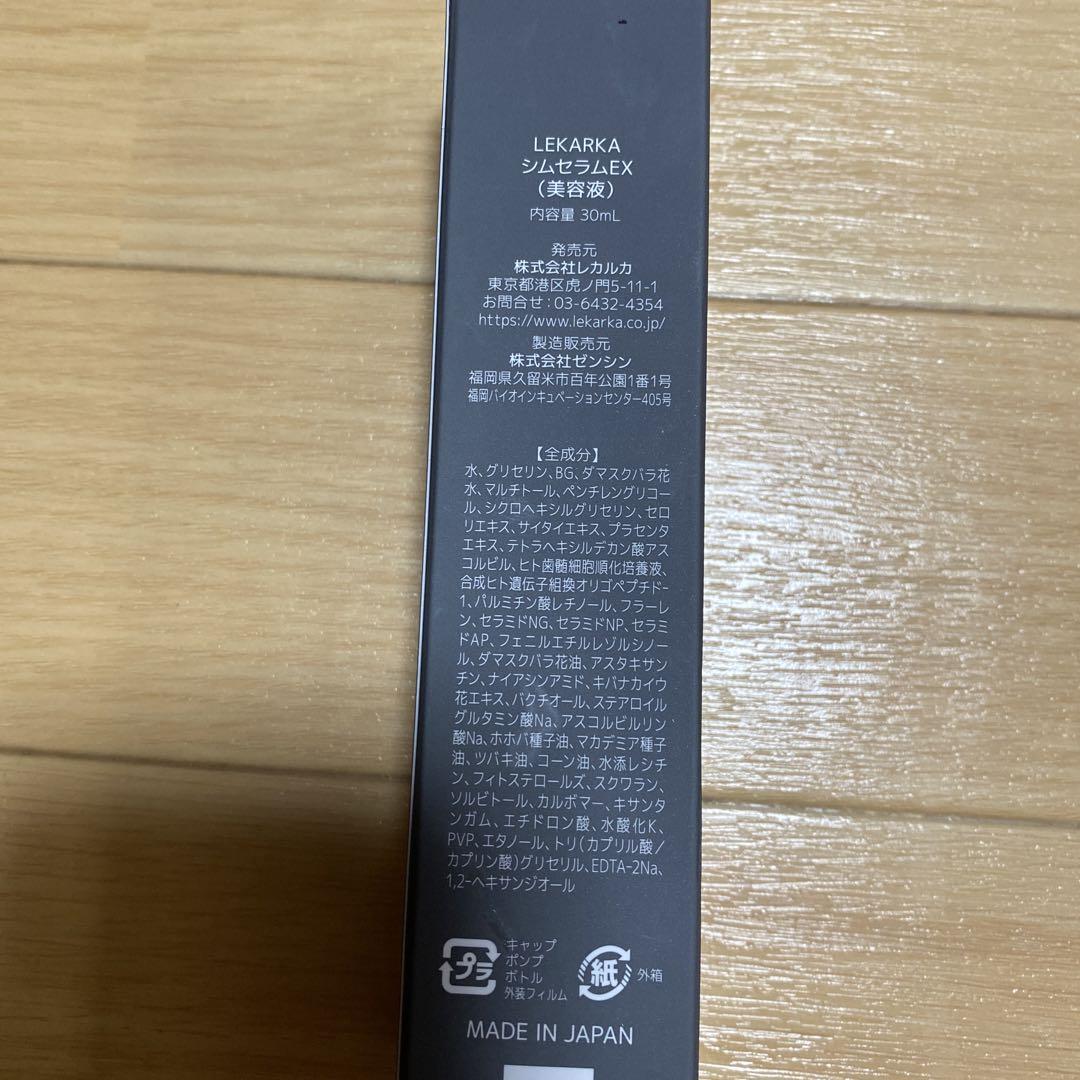 LEKARKA
シムセラムEX
（美容液）
内容量 30mL
発売元
株式会社レカルカ
東京都港区虎ノ門5-11-1
お問合せ：03-6432-4354
https://www.lekarka.co.jp/
製造販売元
株式会社ゼンシン
福岡県久留米市百年公園1番1号
福岡バイオインキュベーションセンター405号
【全成分】
水、グリセリン、BG、ダマスクバラ花
水、マルチトール、ペンチレングリコー
ル、シクロヘキシルグリセリン、セロ
リエキス、サイタイエキス、プラセンタ
エキス、テトラヘキシルデカン酸アス
コルビル、ヒト歯髄細胞順化培養液、
合成ヒト遺伝子組換オリゴペプチド-
1、パルミチン酸レチノール、フラーレ
ン、セラミドNG、セラミドNP、セラミ
ドAP、フェニルエチルレゾルシノー
ル、ダマスクバラ花油、アスタキサン
チン、ナイアシンアミド、キバナカイウ
花エキス、バクチオール、ステアロイル
グルタミン酸Na、アスコルビルリン
酸Na、ホホバ種子油、マカデミア種子
油、ツバキ油、コーン油、水添レシチ
ン、フィトステロールズ、スクワラン、
ソルビトール、カルボマー、キサンタ
ンガム、エチドロン酸、水酸化K、
PVP、エタノール、トリ（カプリル酸／
カプリン酸）グリセリル、EDTA-2Na、
1,2-ヘキサンジオール
プラ
キャップ
ポンプ
ボトル
外装フィルム
紙
外箱
MADE IN JAPAN